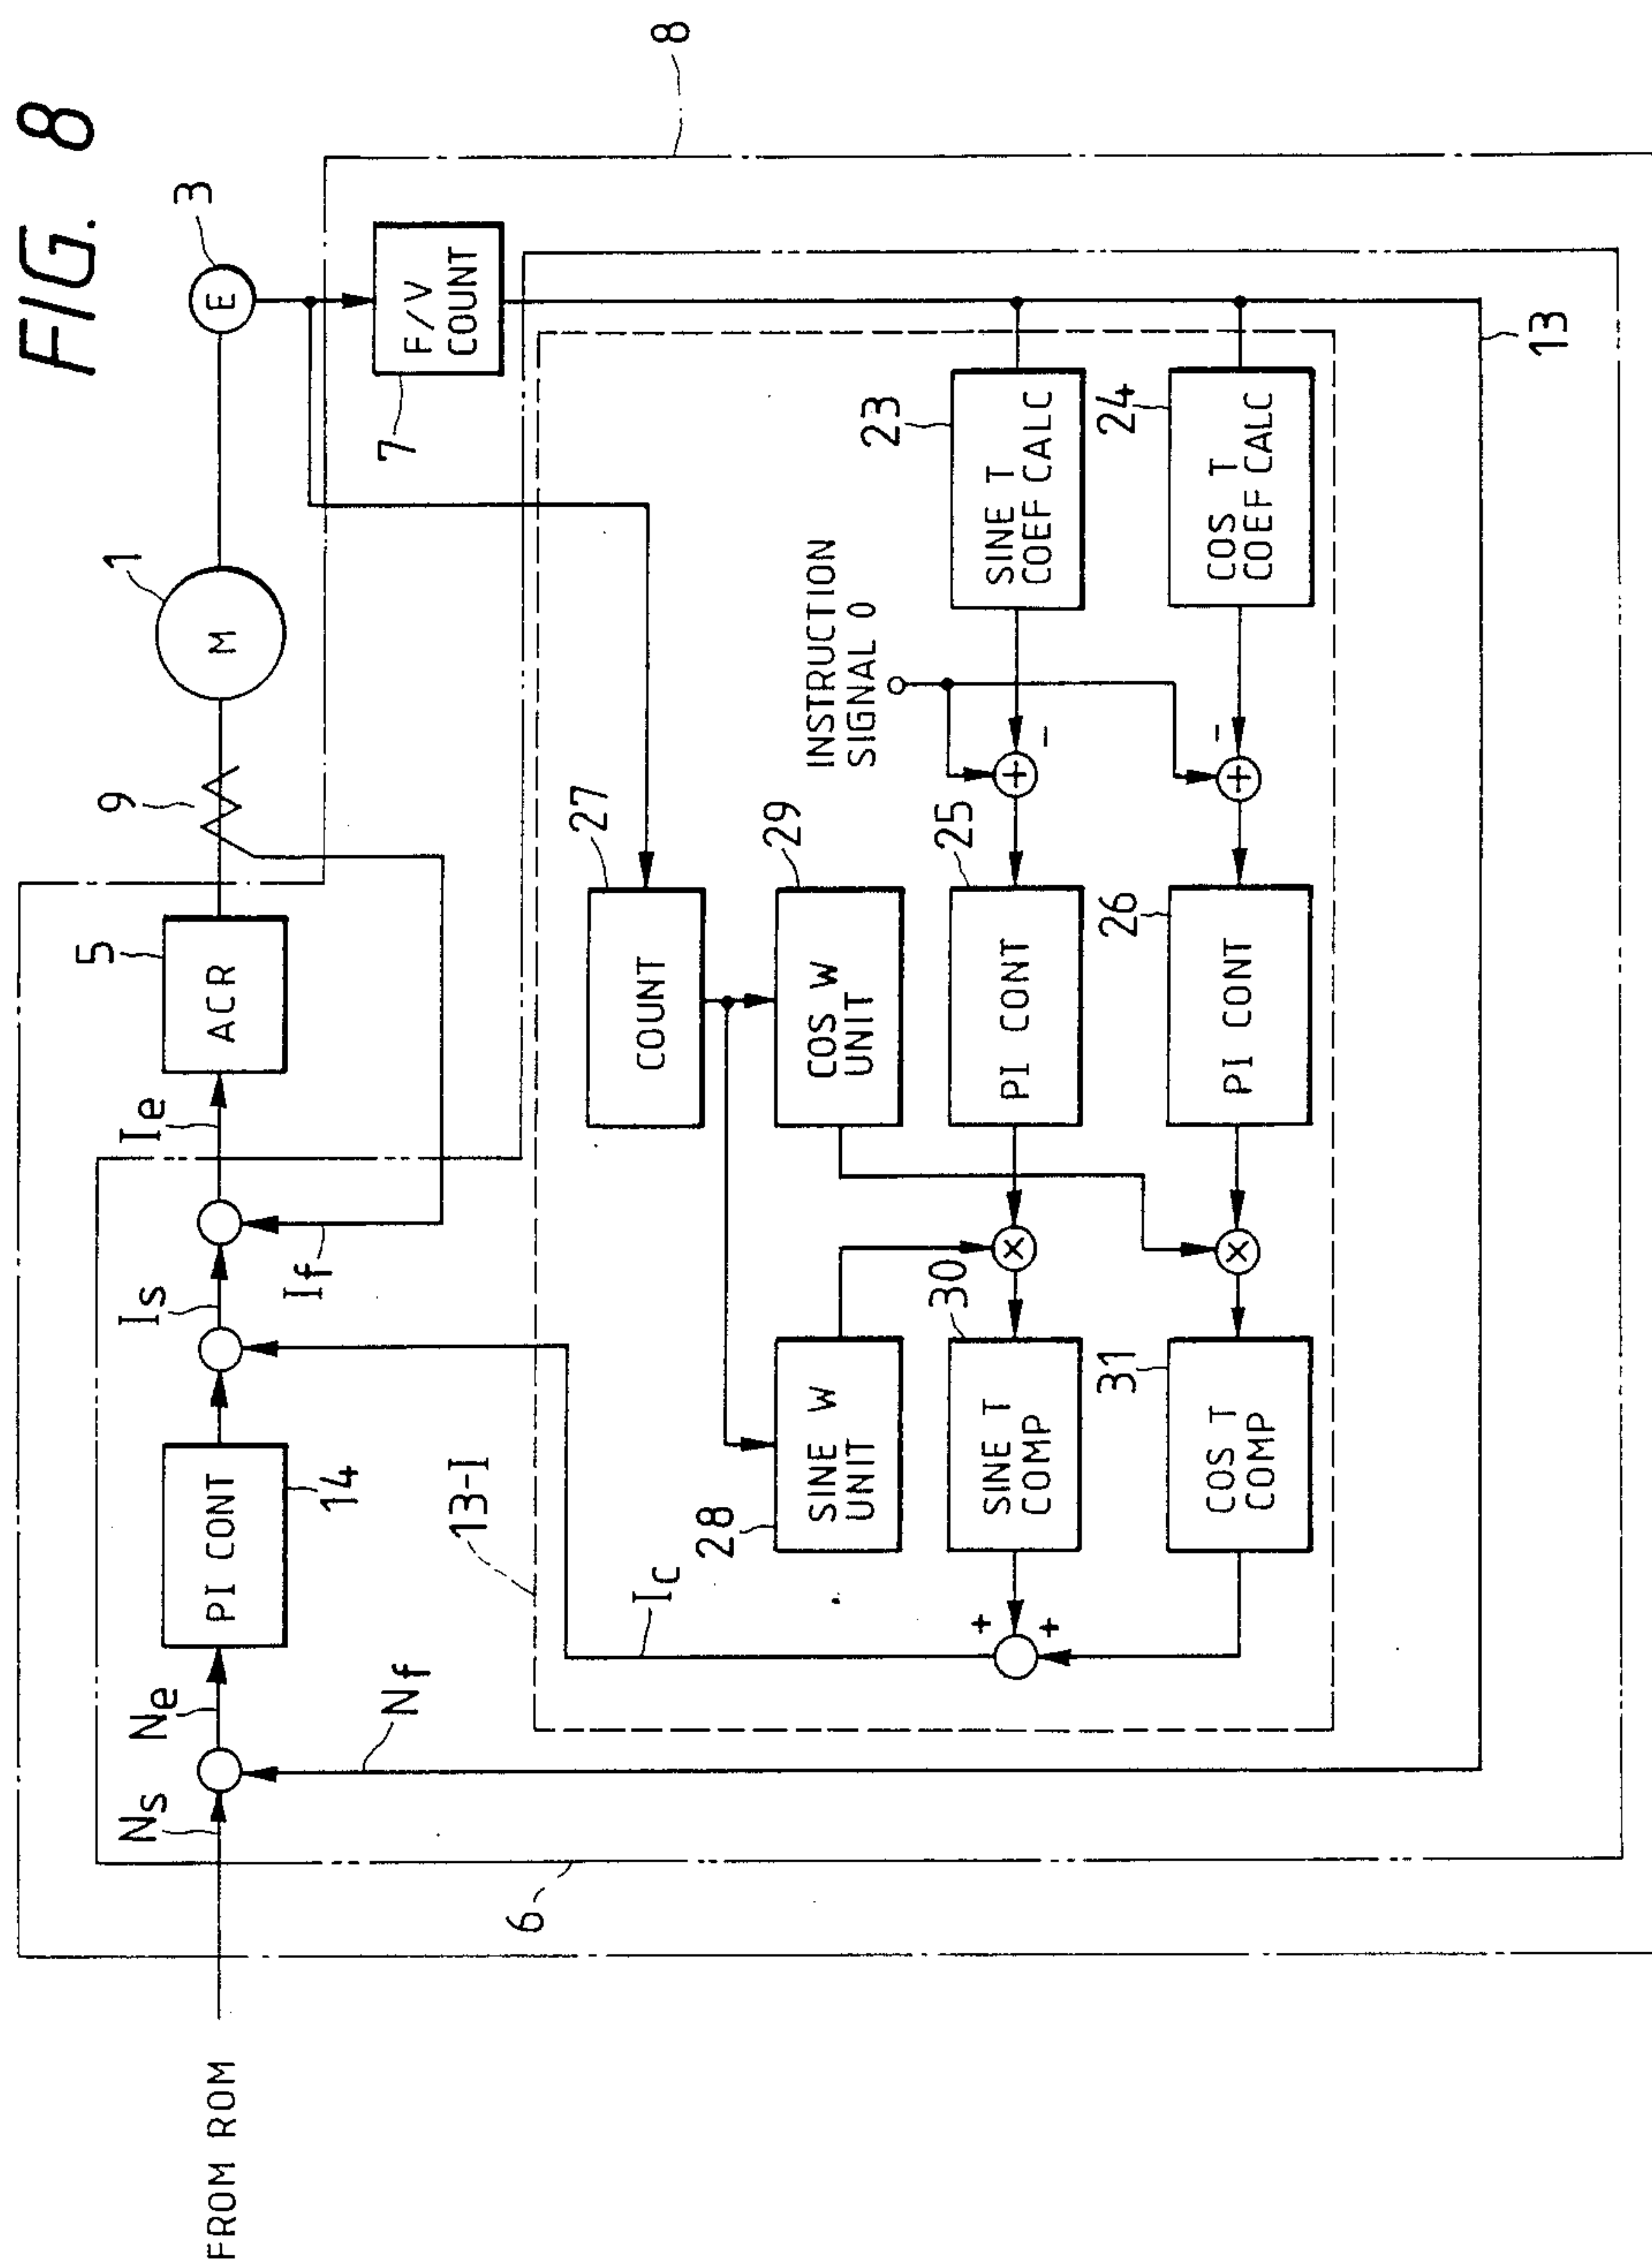 FIG. 8
FROM ROM
Ns
Ne
PI CONT
14
Is
Ie
5
ACR
9
1
M
3
E
If
Nf
7
F/V
COUNT
8
6
13-I
Ic
27
COUNT
28
SINE W
UNIT
29
COS W
UNIT
INSTRUCTION
SIGNAL 0
30
SINE T
COMP
+
+
×
25
PI CONT
+
-
23
SINE T
COEF CALC
31
COS T
COMP
×
26
PI CONT
+
-
24
COS T
COEF CALC
13